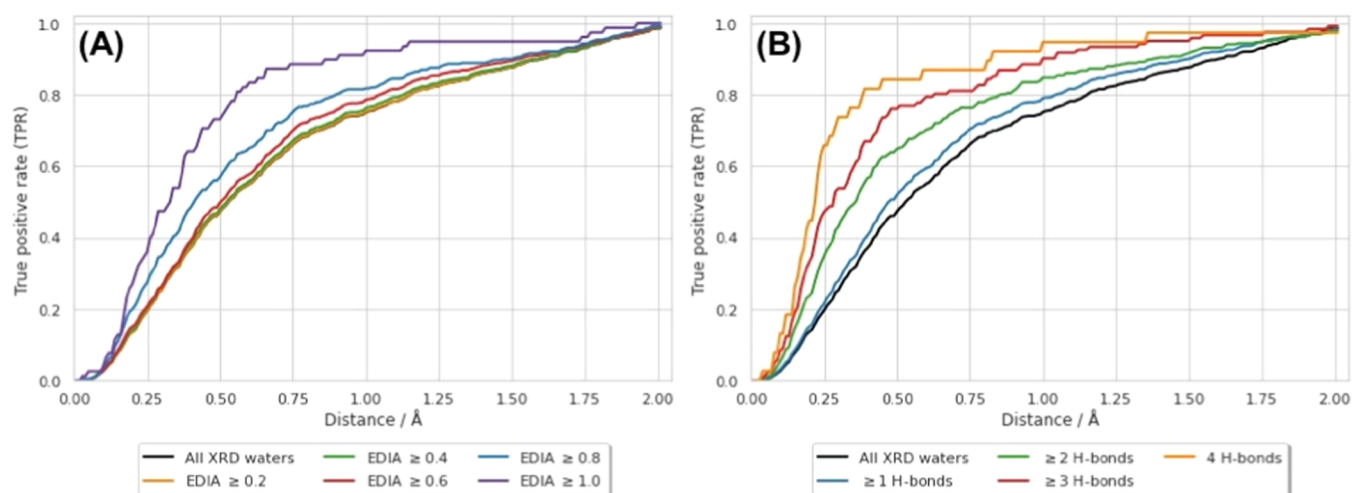 (A)
True positive rate (TPR)
1.0
0.8
0.6
0.4
0.2
0.0
0.00 0.25 0.50 0.75 1.00 1.25 1.50 1.75 2.00
Distance / Å
All XRD waters EDIA ≥ 0.4 EDIA ≥ 0.8
EDIA ≥ 0.2 EDIA ≥ 0.6 EDIA ≥ 1.0
(B)
True positive rate (TPR)
1.0
0.8
0.6
0.4
0.2
0.0
0.00 0.25 0.50 0.75 1.00 1.25 1.50 1.75 2.00
Distance / Å
All XRD waters ≥ 2 H-bonds 4 H-bonds
≥ 1 H-bonds ≥ 3 H-bonds